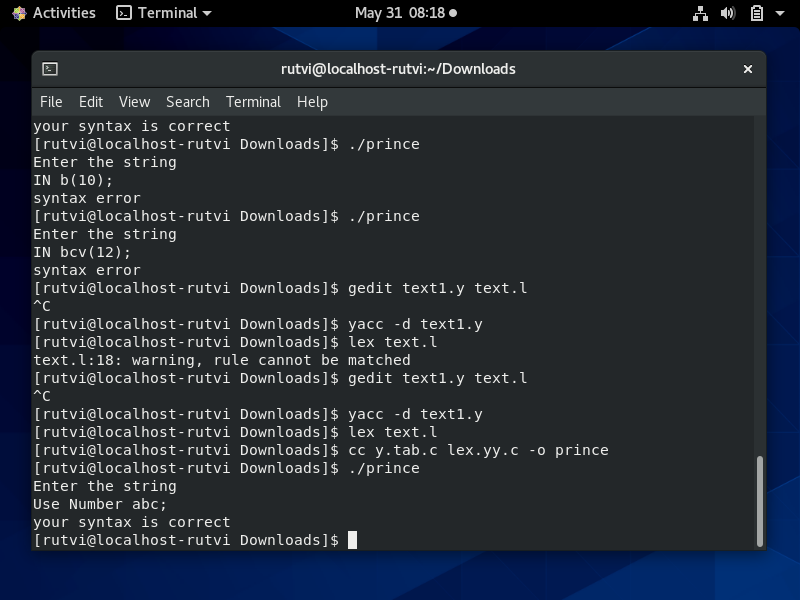 Activities Terminal May 31 08:18
rutvi@localhost-rutvi:~/Downloads
File Edit View Search Terminal Help
your syntax is correct
[rutvi@localhost-rutvi Downloads]$ ./prince
Enter the string
IN b(10);
syntax error
[rutvi@localhost-rutvi Downloads]$ ./prince
Enter the string
IN bcv(12);
syntax error
[rutvi@localhost-rutvi Downloads]$ gedit text1.y text.l
^C
[rutvi@localhost-rutvi Downloads]$ yacc -d text1.y
[rutvi@localhost-rutvi Downloads]$ lex text.l
text.l:18: warning, rule cannot be matched
[rutvi@localhost-rutvi Downloads]$ gedit text1.y text.l
^C
[rutvi@localhost-rutvi Downloads]$ yacc -d text1.y
[rutvi@localhost-rutvi Downloads]$ lex text.l
[rutvi@localhost-rutvi Downloads]$ cc y.tab.c lex.yy.c -o prince
[rutvi@localhost-rutvi Downloads]$ ./prince
Enter the string
Use Number abc;
your syntax is correct
[rutvi@localhost-rutvi Downloads]$